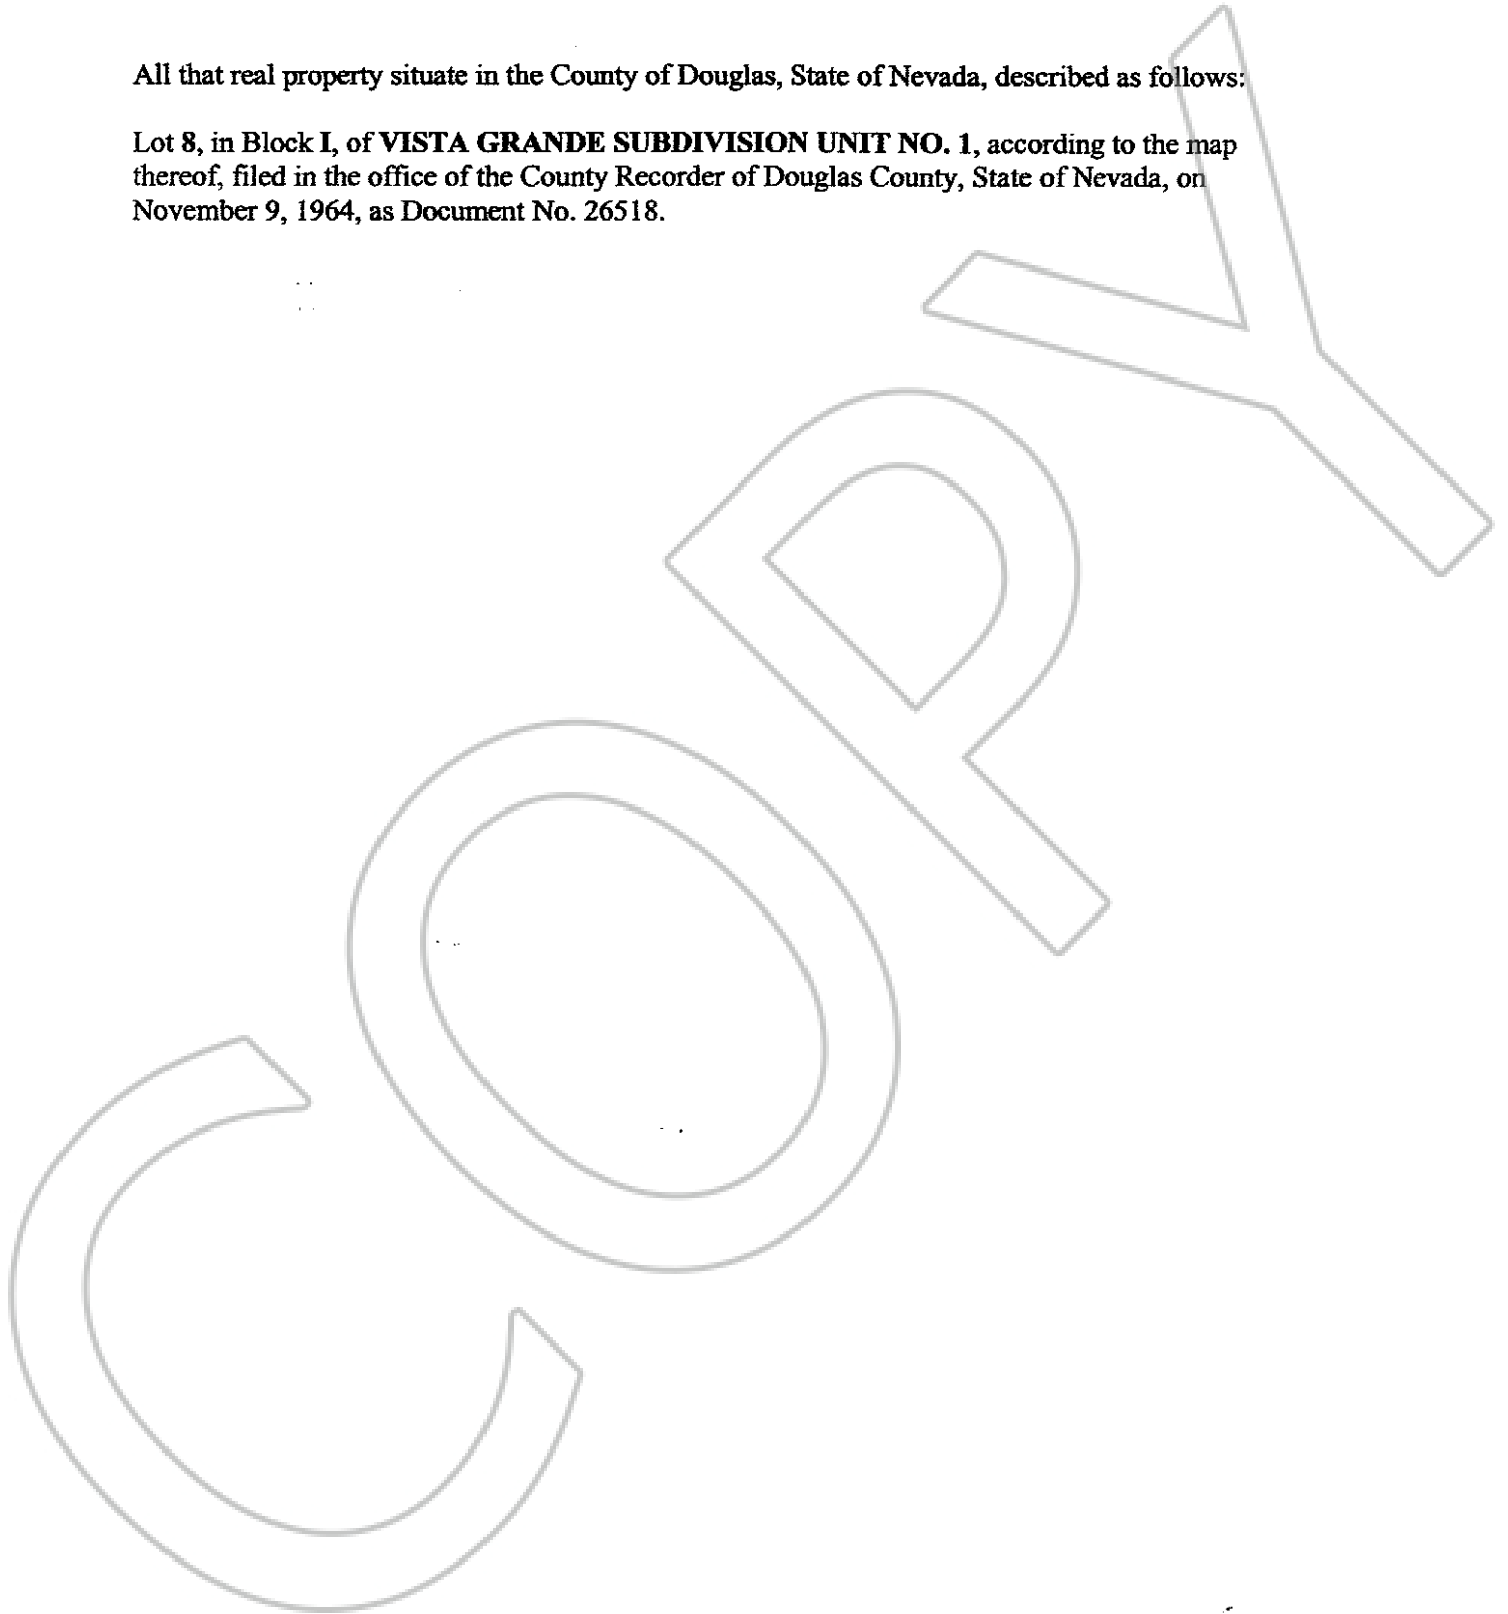 All that real property situate in the County of Douglas, State of Nevada, described as follows:
Lot 8, in Block I, of VISTA GRANDE SUBDIVISION UNIT NO. 1, according to the map
thereof, filed in the office of the County Recorder of Douglas County, State of Nevada, on
November 9, 1964, as Document No. 26518.
COPY